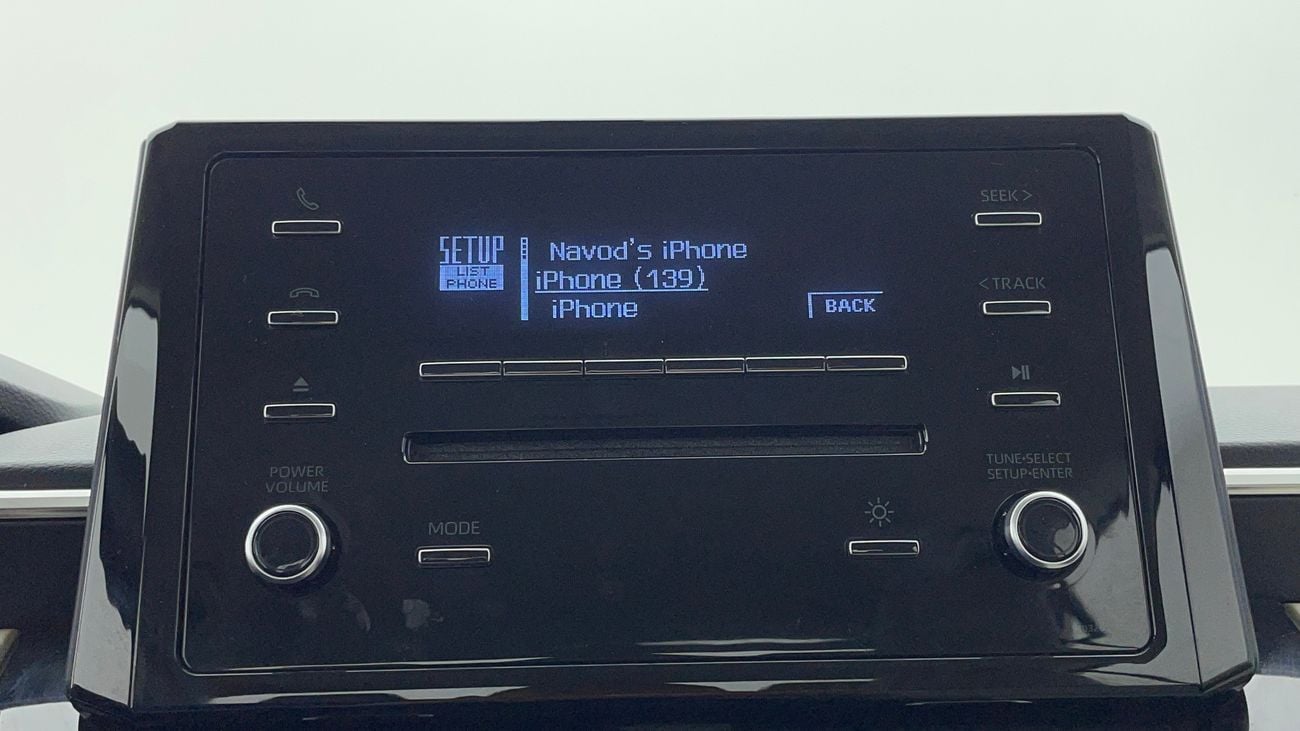 SEEK >
SETUP
LIST
PHONE
Navod's iPhone
iPhone (139)
iPhone
BACK
< TRACK
POWER
VOLUME
TUNE•SELECT
SETUP•ENTER
MODE